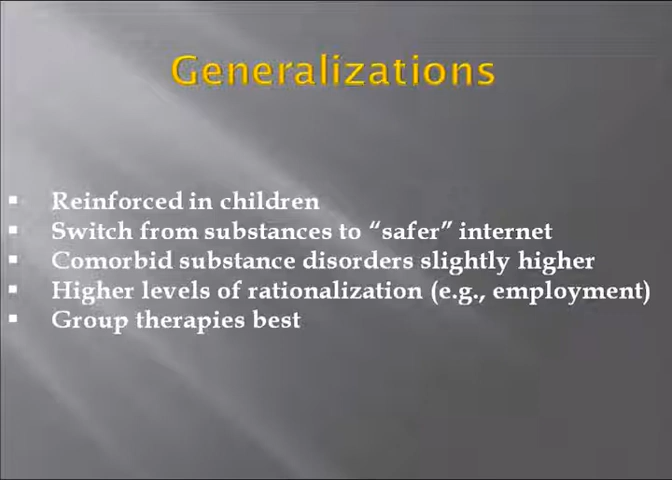 Generalizations
Reinforced in children
Switch from substances to “safer” internet
Comorbid substance disorders slightly higher
Higher levels of rationalization (e.g., employment)
Group therapies best